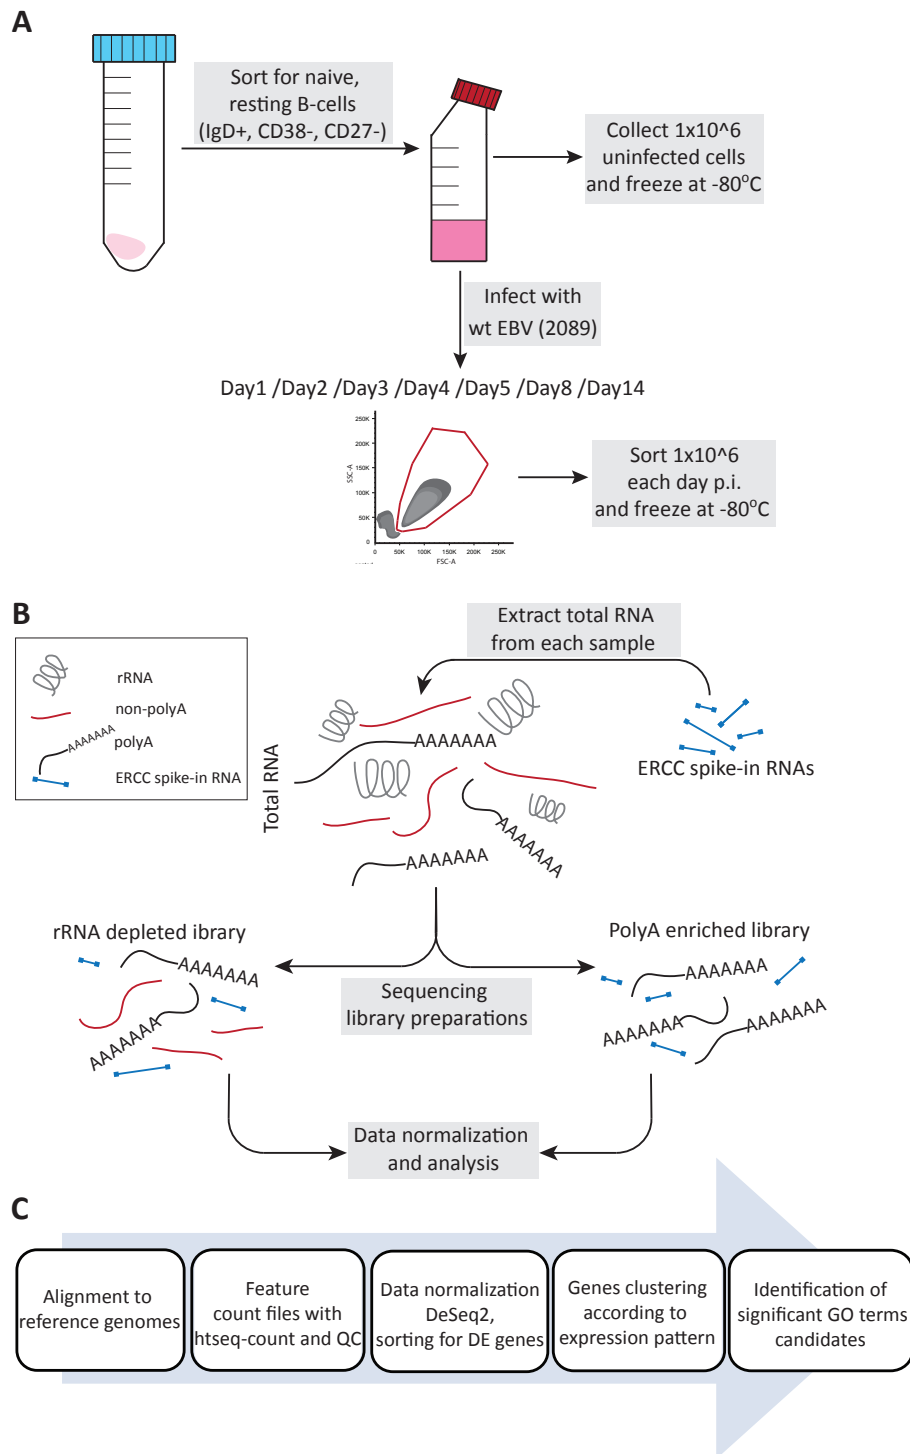 A
Sort for naive,
resting B-cells
(IgD+, CD38-, CD27-)
Collect 1x10^6
uninfected cells
and freeze at -80°C
Infect with
wt EBV (2089)
Day1 /Day2 /Day3 /Day4 /Day5 /Day8 /Day14
250K
200K
150K
100K
50K
0
SSC-A
0 50K 100K 150K 200K 250K
FSC-A
Sort 1x10^6
each day p.i.
and freeze at -80°C
B
Extract total RNA
from each sample
rRNA
non-polyA
AAAAAAA
polyA
ERCC spike-in RNA
Total RNA
AAAAAAA
AAAAAAA
AAAAAAA
ERCC spike-in RNAs
rRNA depleted ibrary
AAAAAAA
AAAAAAA
PolyA enriched library
AAAAAAA
AAAAAAA
AAAAAAA
Sequencing
library preparations
Data normalization
and analysis
C
Alignment to
reference genomes
Feature
count files with
htseq-count and QC
Data normalization
DeSeq2,
sorting for DE genes
Genes clustering
according to
expression pattern
Identification of
significant GO terms
candidates